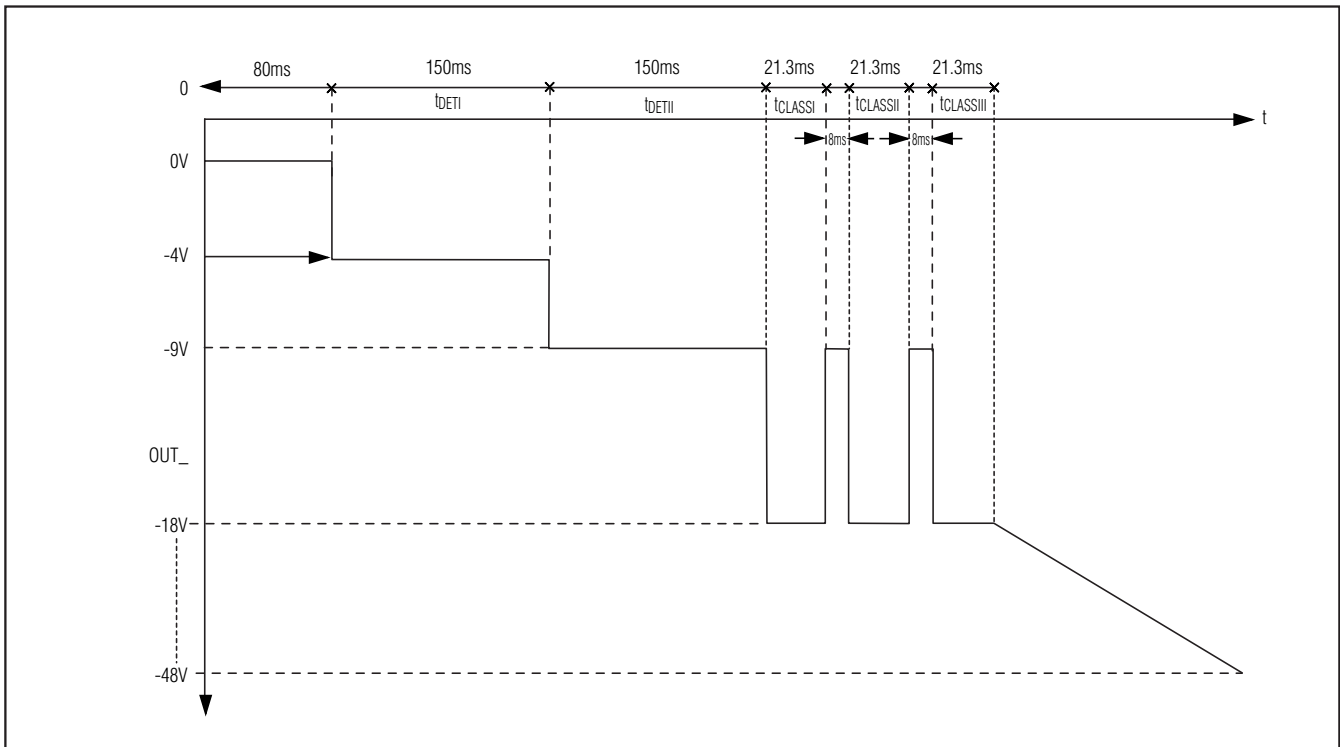 80ms 150ms 150ms 21.3ms 21.3ms 21.3ms
0
tDETI tDETII tCLASSI tCLASSII tCLASSIII
t
8ms 8ms
0V
-4V
-9V
OUT_
-18V
-48V